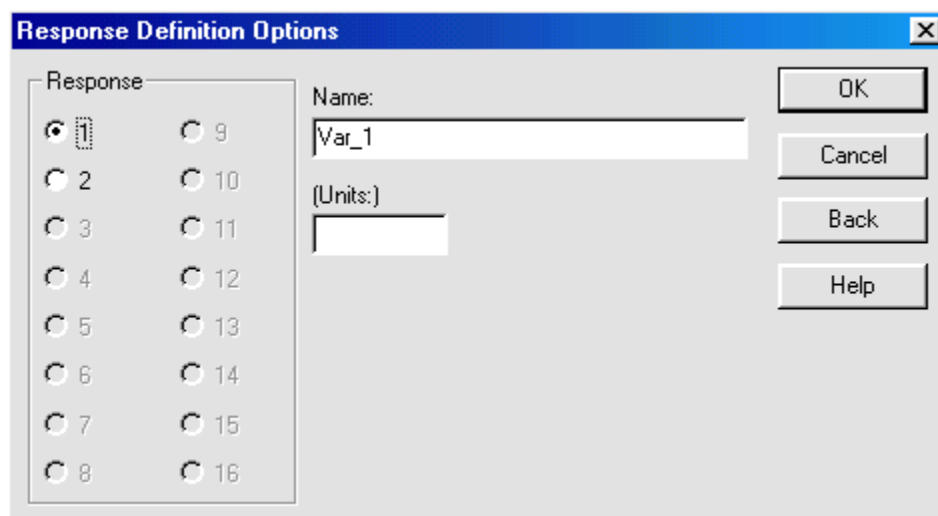 Response Definition Options
Response
1
2
3
4
5
6
7
8
9
10
11
12
13
14
15
16
Name:
Var_1
(Units:)
OK
Cancel
Back
Help